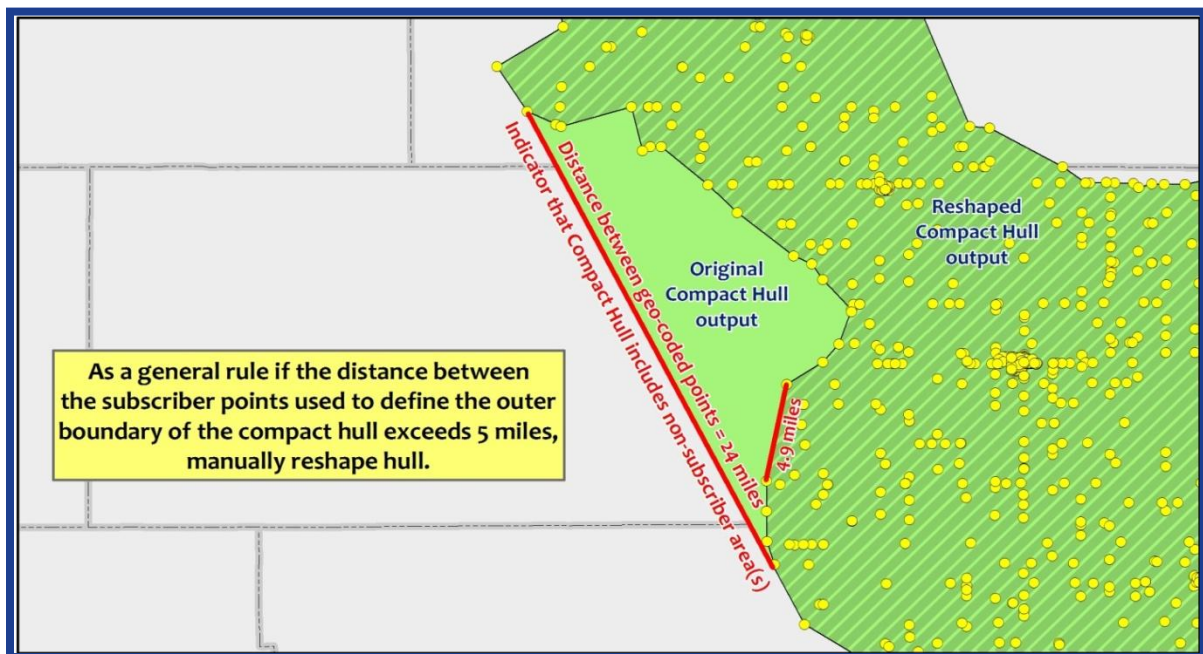 Distance between geo-coded points = 24 miles
Indicator that Compact Hull includes non-subscriber area(s)
Reshaped
Compact Hull
output
Original
Compact Hull
output
4.9 miles
As a general rule if the distance between
the subscriber points used to define the outer
boundary of the compact hull exceeds 5 miles,
manually reshape hull.